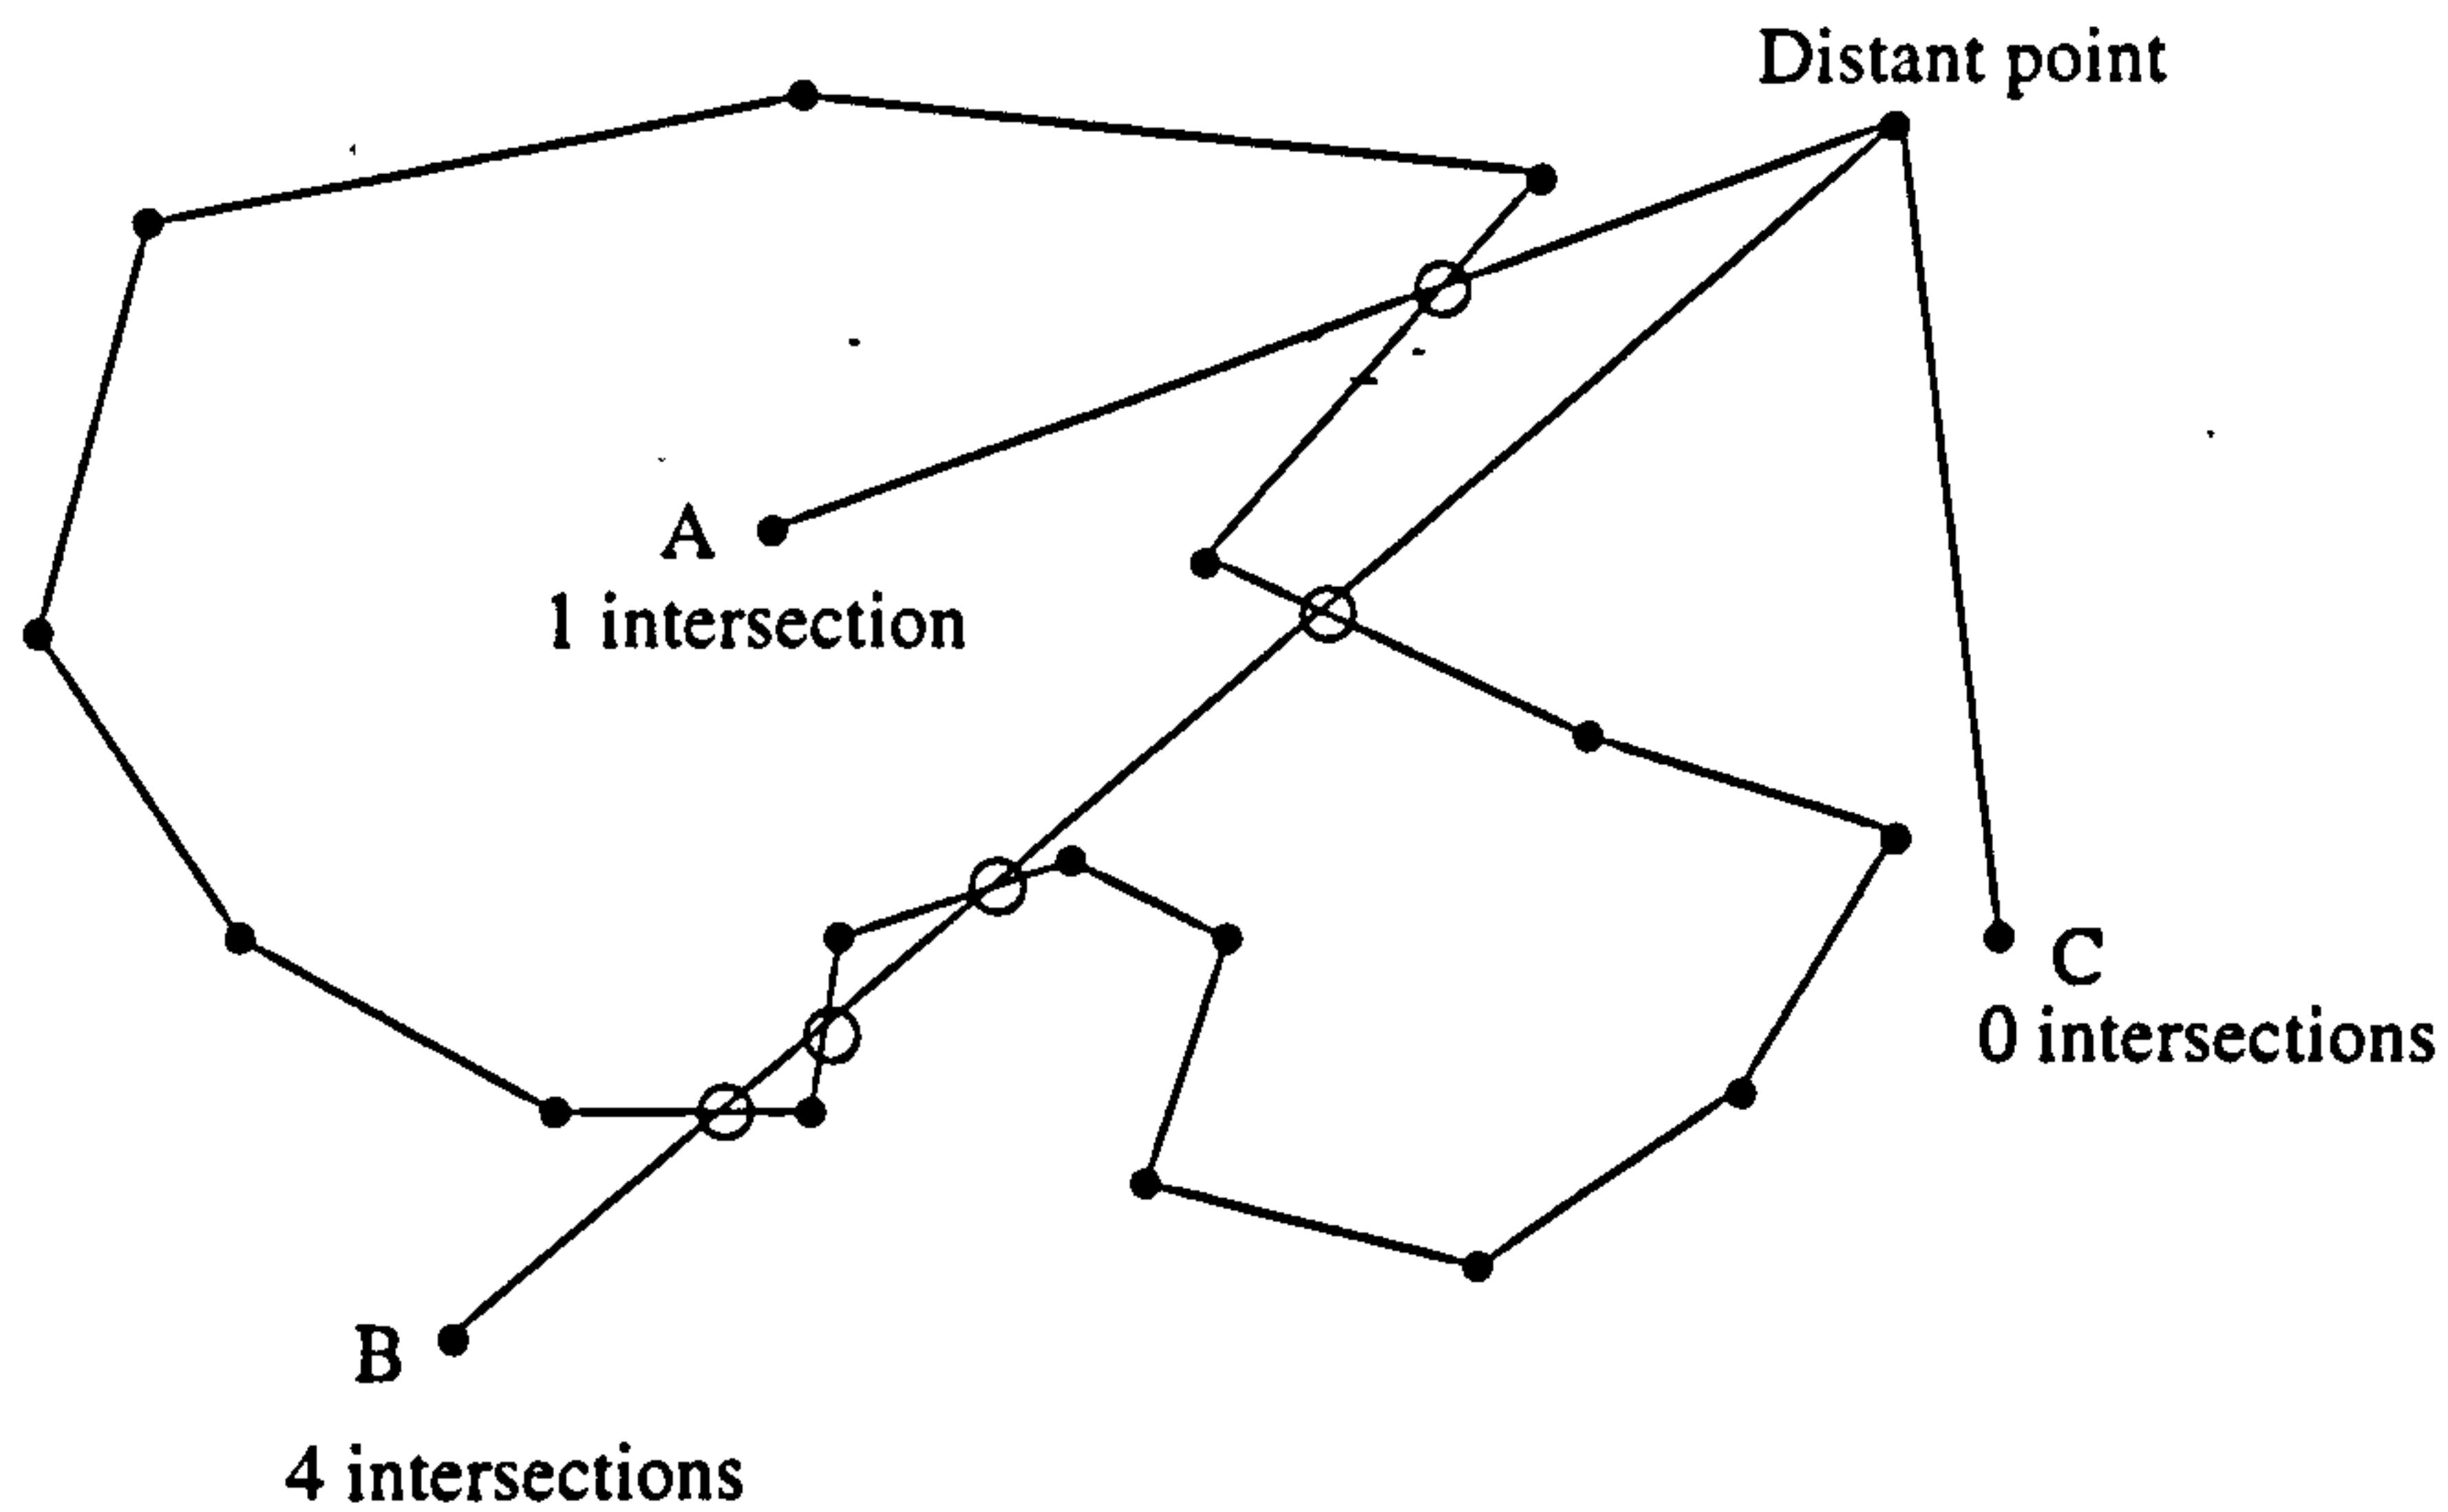 Distant point
A
1 intersection
C
0 intersections
B
4 intersections